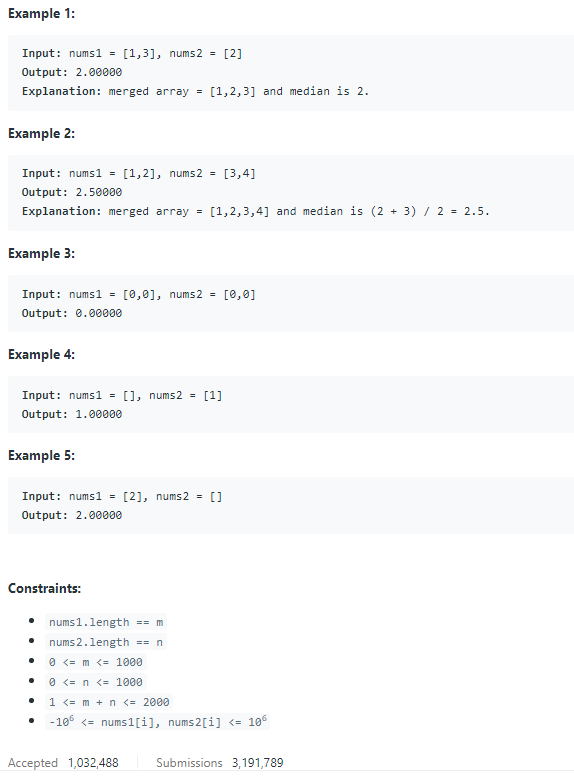 Example 1:
Input: nums1 = [1,3], nums2 = [2]
Output: 2.00000
Explanation: merged array = [1,2,3] and median is 2.
Example 2:
Input: nums1 = [1,2], nums2 = [3,4]
Output: 2.50000
Explanation: merged array = [1,2,3,4] and median is (2 + 3) / 2 = 2.5.
Example 3:
Input: nums1 = [0,0], nums2 = [0,0]
Output: 0.00000
Example 4:
Input: nums1 = [], nums2 = [1]
Output: 1.00000
Example 5:
Input: nums1 = [2], nums2 = []
Output: 2.00000
Constraints:
• nums1.length == m
• nums2.length == n
• 0 <= m <= 1000
• 0 <= n <= 1000
• 1 <= m + n <= 2000
• -10⁶ <= nums1[i], nums2[i] <= 10⁶
Accepted 1,032,488 Submissions 3,191,789